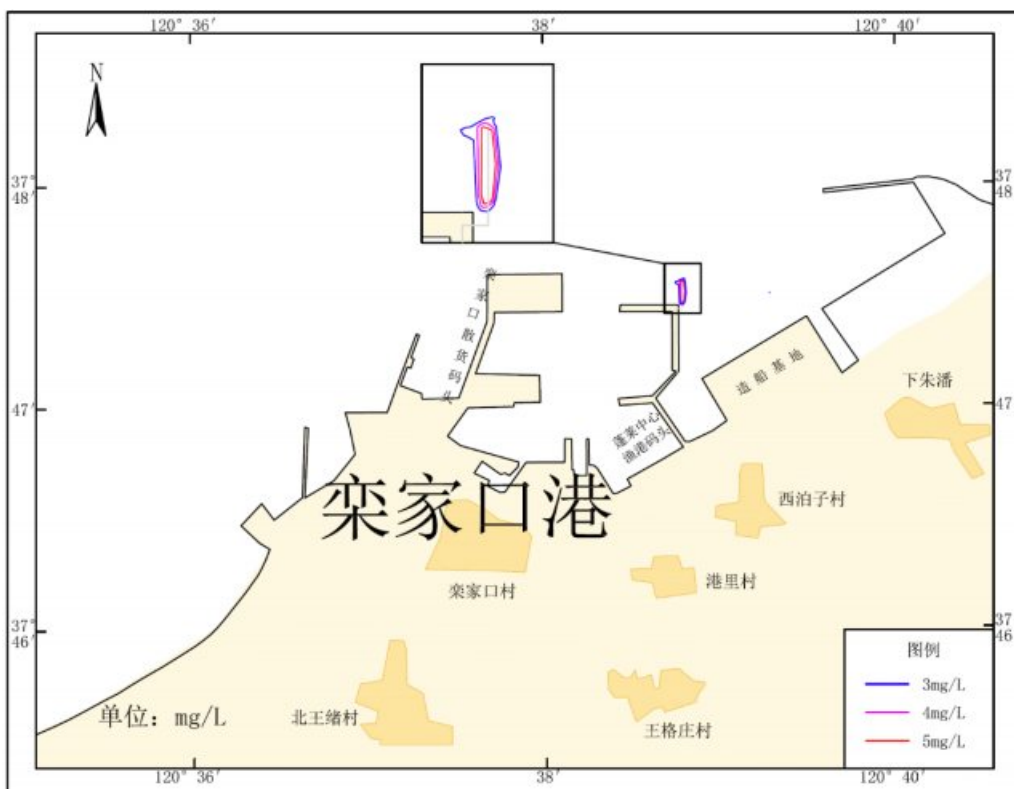 120° 36′
38′
120° 40′
N
37°
48′
37
48
栾家口散货码头
造船基地
下朱潘
47′
47′
蓬莱中心
渔港码头
栾家口港
西泊子村
栾家口村
港里村
37°
46′
37
46
图例
3mg/L
4mg/L
5mg/L
单位：mg/L
北王绪村
王格庄村
120° 36′
38′
120° 40′